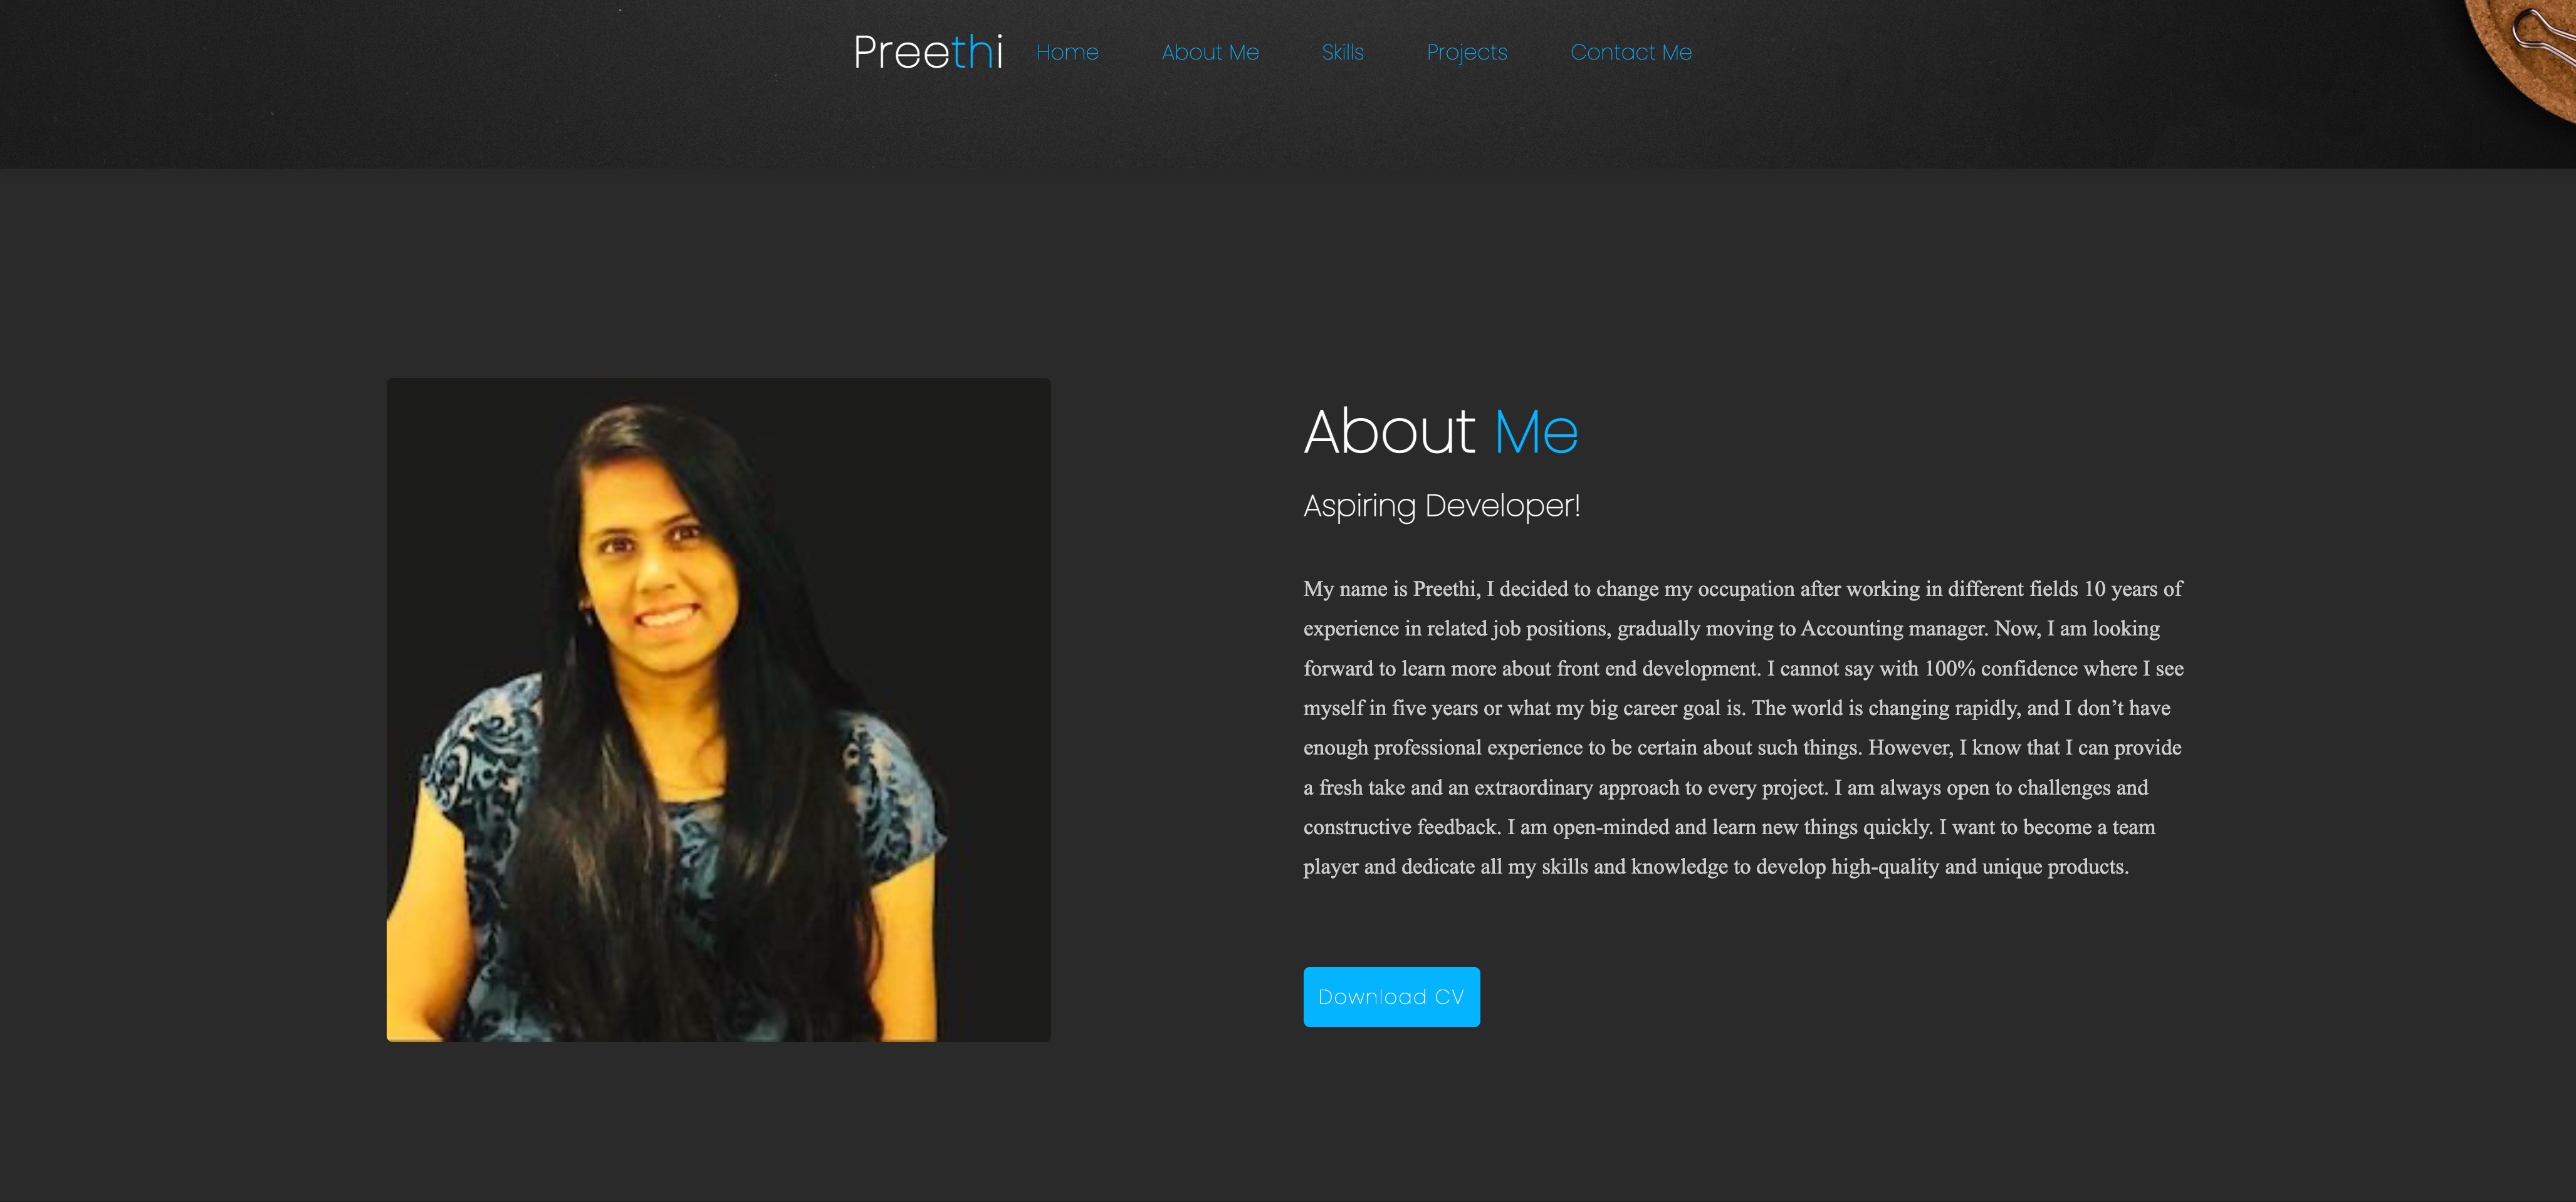 Preethi Home About Me Skills Projects Contact Me
About Me
Aspiring Developer!
My name is Preethi, I decided to change my occupation after working in different fields 10 years of
experience in related job positions, gradually moving to Accounting manager. Now, I am looking
forward to learn more about front end development. I cannot say with 100% confidence where I see
myself in five years or what my big career goal is. The world is changing rapidly, and I don’t have
enough professional experience to be certain about such things. However, I know that I can provide
a fresh take and an extraordinary approach to every project. I am always open to challenges and
constructive feedback. I am open-minded and learn new things quickly. I want to become a team
player and dedicate all my skills and knowledge to develop high-quality and unique products.
Download CV